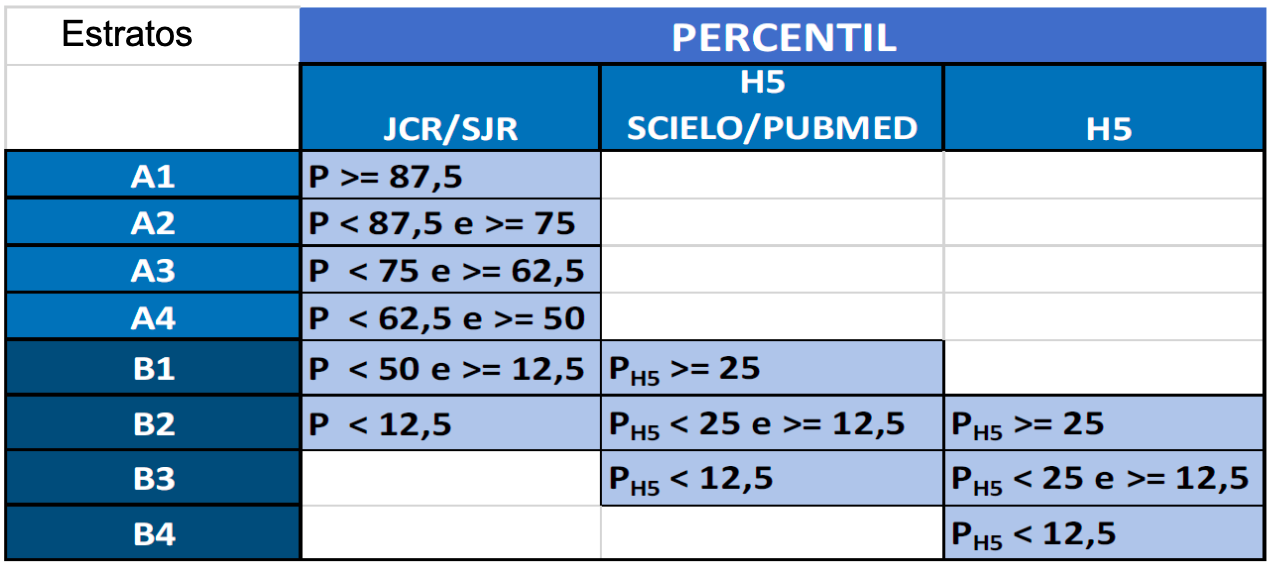 Estratos
PERCENTIL
JCR/SJR
H5
SCIELO/PUBMED
H5
A1
P >= 87,5
A2
P < 87,5 e >= 75
A3
P < 75 e >= 62,5
A4
P < 62,5 e >= 50
B1
P < 50 e >= 12,5
PH5 >= 25
B2
P < 12,5
PH5 < 25 e >= 12,5
PH5 >= 25
B3
PH5 < 12,5
PH5 < 25 e >= 12,5
B4
PH5 < 12,5